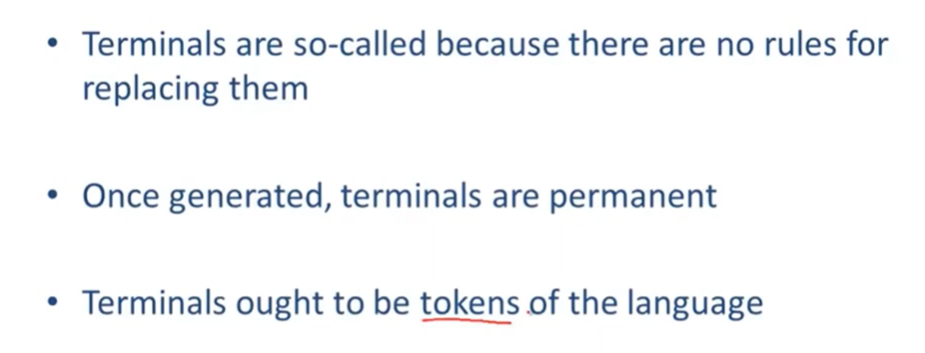 • Terminals are so-called because there are no rules for
replacing them
• Once generated, terminals are permanent
• Terminals ought to be tokens of the language